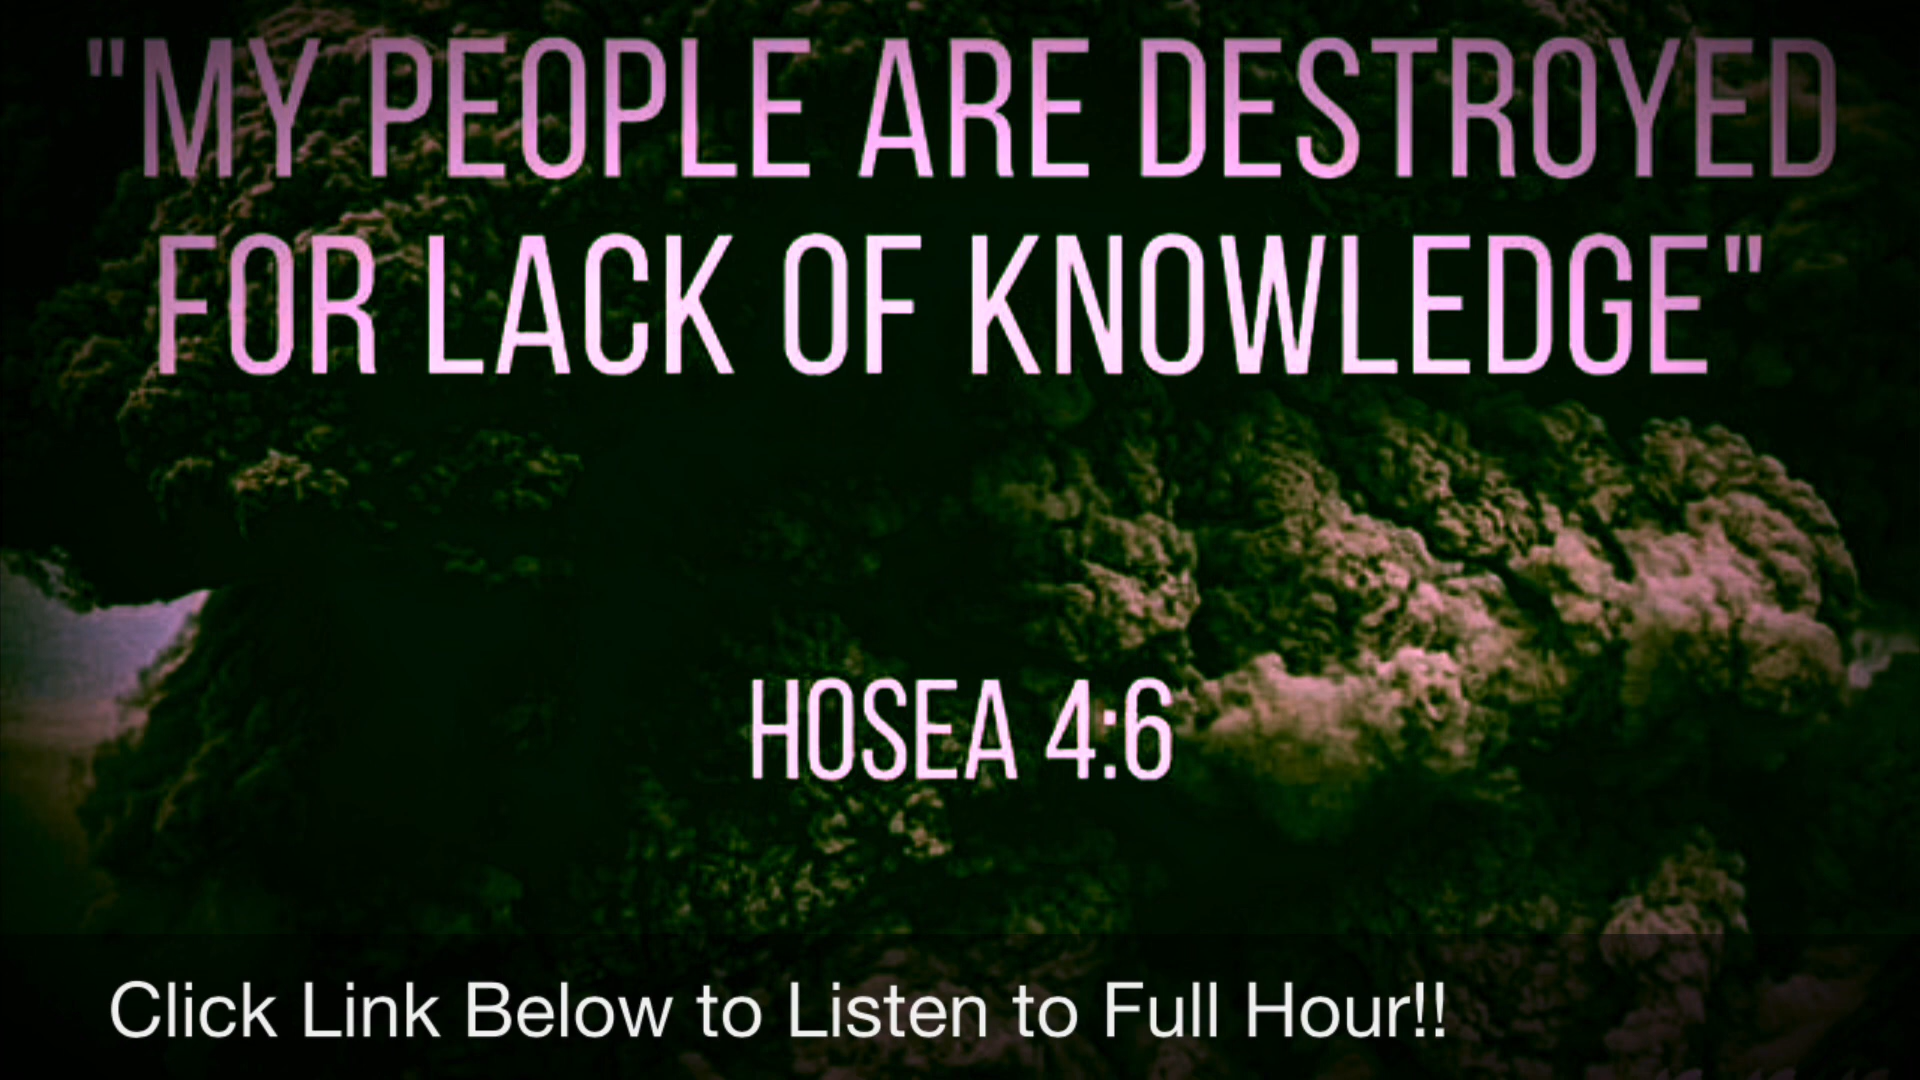 "MY PEOPLE ARE DESTROYED
FOR LACK OF KNOWLEDGE"
HOSEA 4:6
Click Link Below to Listen to Full Hour!!